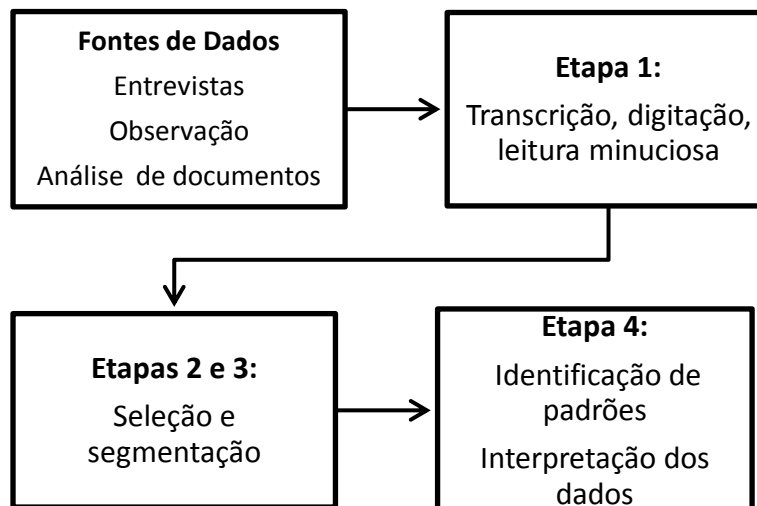 Fontes de Dados
Entrevistas
Observação
Análise de documentos
Etapa 1:
Transcrição, digitação,
leitura minuciosa
Etapas 2 e 3:
Seleção e
segmentação
Etapa 4:
Identificação de
padrões
Interpretação dos
dados